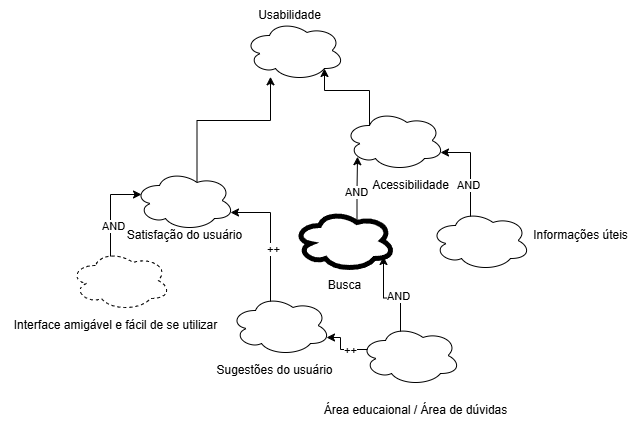 Usabilidade
AND
Acessibilidade
AND
AND
Satisfação do usuário
Informações úteis
++
Busca
AND
Interface amigável e fácil de se utilizar
++
Sugestões do usuário
Área educaional / Área de dúvidas